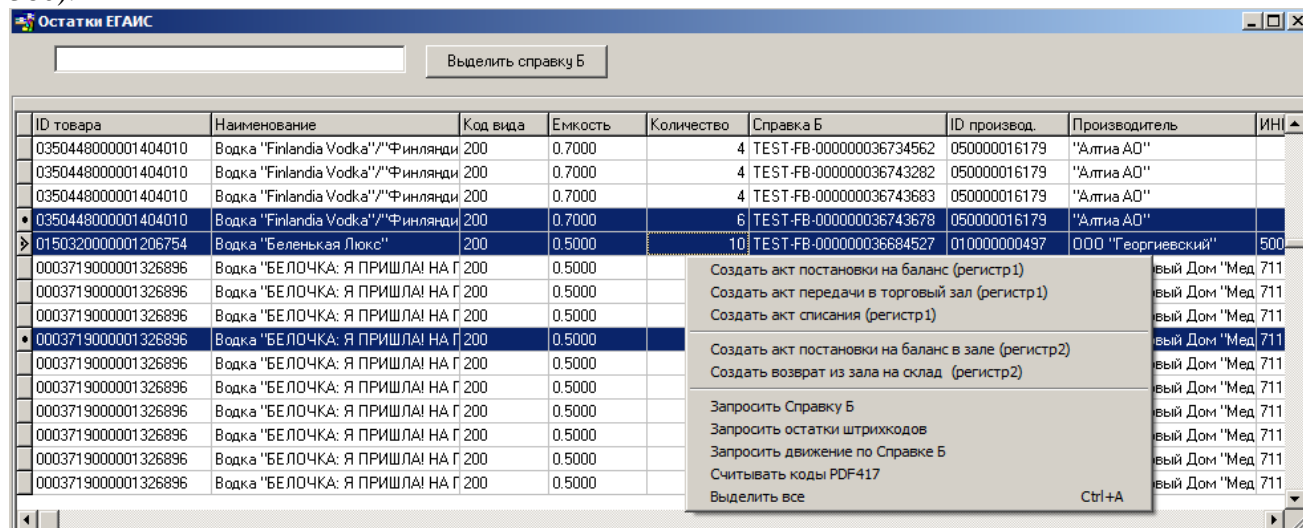 Остатки ЕГАИС
Выделить справку Б
ID товара Наименование Код вида Емкость Количество Справка Б ID производ. Производитель ИНН
0350448000001404010 Водка "Finlandia Vodka"/"Финлянди 200 0.7000 4 TEST-FB-000000036734562 050000016179 "Алтиа АО"
0350448000001404010 Водка "Finlandia Vodka"/"Финлянди 200 0.7000 4 TEST-FB-000000036743282 050000016179 "Алтиа АО"
0350448000001404010 Водка "Finlandia Vodka"/"Финлянди 200 0.7000 4 TEST-FB-000000036743683 050000016179 "Алтиа АО"
0350448000001404010 Водка "Finlandia Vodka"/"Финлянди 200 0.7000 6 TEST-FB-000000036743678 050000016179 "Алтиа АО"
0150320000001206754 Водка "Беленькая Люкс" 200 0.5000 10 TEST-FB-000000036684527 010000000497 ООО "Георгиевский" 500
0003719000001326896 Водка "БЕЛОЧКА: Я ПРИШЛА! НА Г 200 0.5000 вый Дом "Мед 711
0003719000001326896 Водка "БЕЛОЧКА: Я ПРИШЛА! НА Г 200 0.5000 вый Дом "Мед 711
0003719000001326896 Водка "БЕЛОЧКА: Я ПРИШЛА! НА Г 200 0.5000 вый Дом "Мед 711
0003719000001326896 Водка "БЕЛОЧКА: Я ПРИШЛА! НА Г 200 0.5000 вый Дом "Мед 711
0003719000001326896 Водка "БЕЛОЧКА: Я ПРИШЛА! НА Г 200 0.5000 вый Дом "Мед 711
0003719000001326896 Водка "БЕЛОЧКА: Я ПРИШЛА! НА Г 200 0.5000 вый Дом "Мед 711
0003719000001326896 Водка "БЕЛОЧКА: Я ПРИШЛА! НА Г 200 0.5000 вый Дом "Мед 711
0003719000001326896 Водка "БЕЛОЧКА: Я ПРИШЛА! НА Г 200 0.5000 вый Дом "Мед 711
0003719000001326896 Водка "БЕЛОЧКА: Я ПРИШЛА! НА Г 200 0.5000 вый Дом "Мед 711
0003719000001326896 Водка "БЕЛОЧКА: Я ПРИШЛА! НА Г 200 0.5000 вый Дом "Мед 711
Создать акт постановки на баланс (регистр1)
Создать акт передачи в торговый зал (регистр1)
Создать акт списания (регистр1)
Создать акт постановки на баланс в зале (регистр2)
Создать возврат из зала на склад (регистр2)
Запросить Справку Б
Запросить остатки штрихкодов
Запросить движение по Справке Б
Считывать коды PDF417
Выделить все Ctrl+A